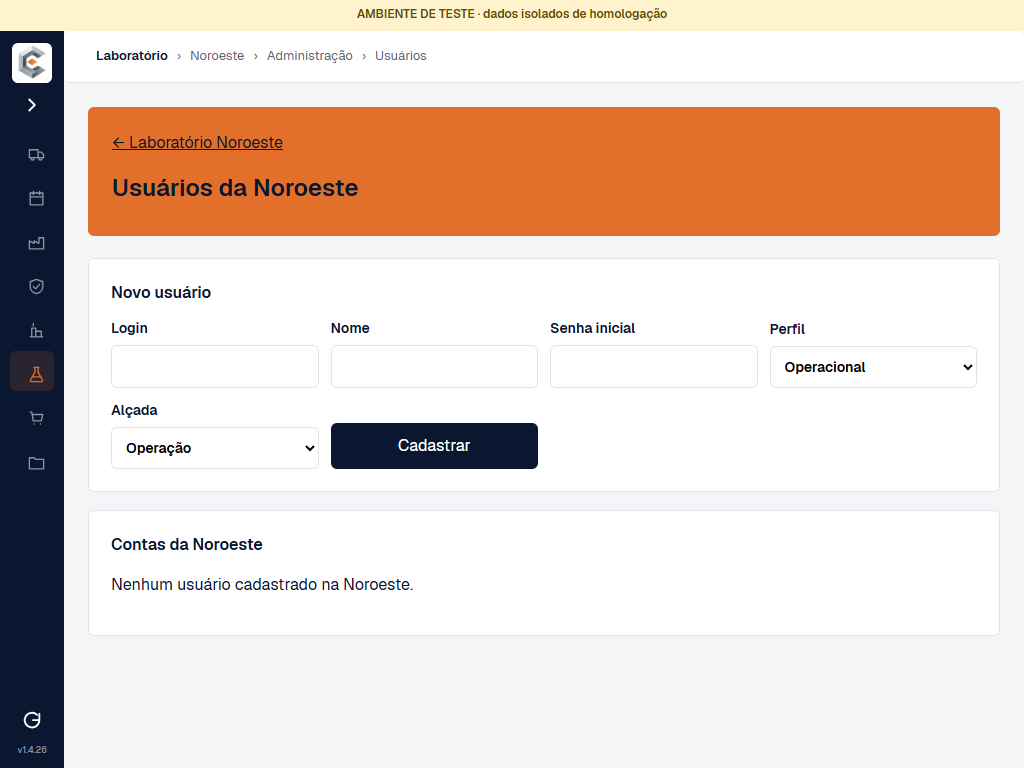 AMBIENTE DE TESTE · dados isolados de homologação
Laboratório › Noroeste › Administração › Usuários
← Laboratório Noroeste
Usuários da Noroeste
Novo usuário
Login Nome Senha inicial Perfil
Operacional
Alçada
Operação Cadastrar
Contas da Noroeste
Nenhum usuário cadastrado na Noroeste.
v1.4.26